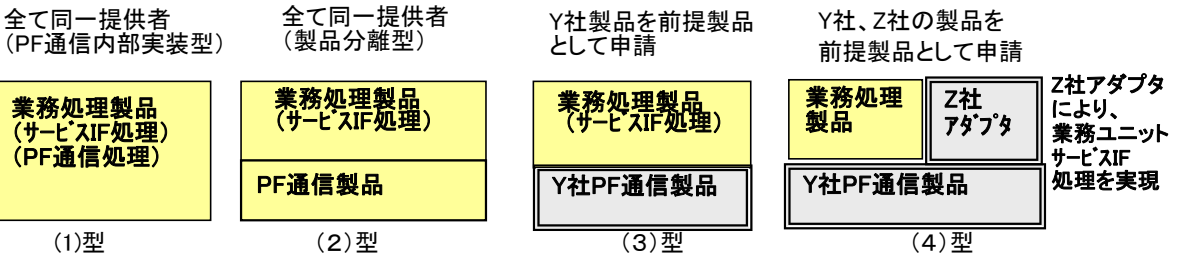 全て同一提供者
（PF通信内部実装型）
業務処理製品
（サービスIF処理）
（PF通信処理）
（1)型
全て同一提供者
（製品分離型）
業務処理製品
（サービスIF処理）
PF通信製品
（２）型
Y社製品を前提製品
として申請
業務処理製品
（サービスIF処理）
Y社PF通信製品
（３）型
Y社、Z社の製品を
前提製品として申請
業務処理
製品
Z社
アダプタ
Y社PF通信製品
（４）型
Z社アダプタ
により、
業務ユニット
サービスIF
処理を実現